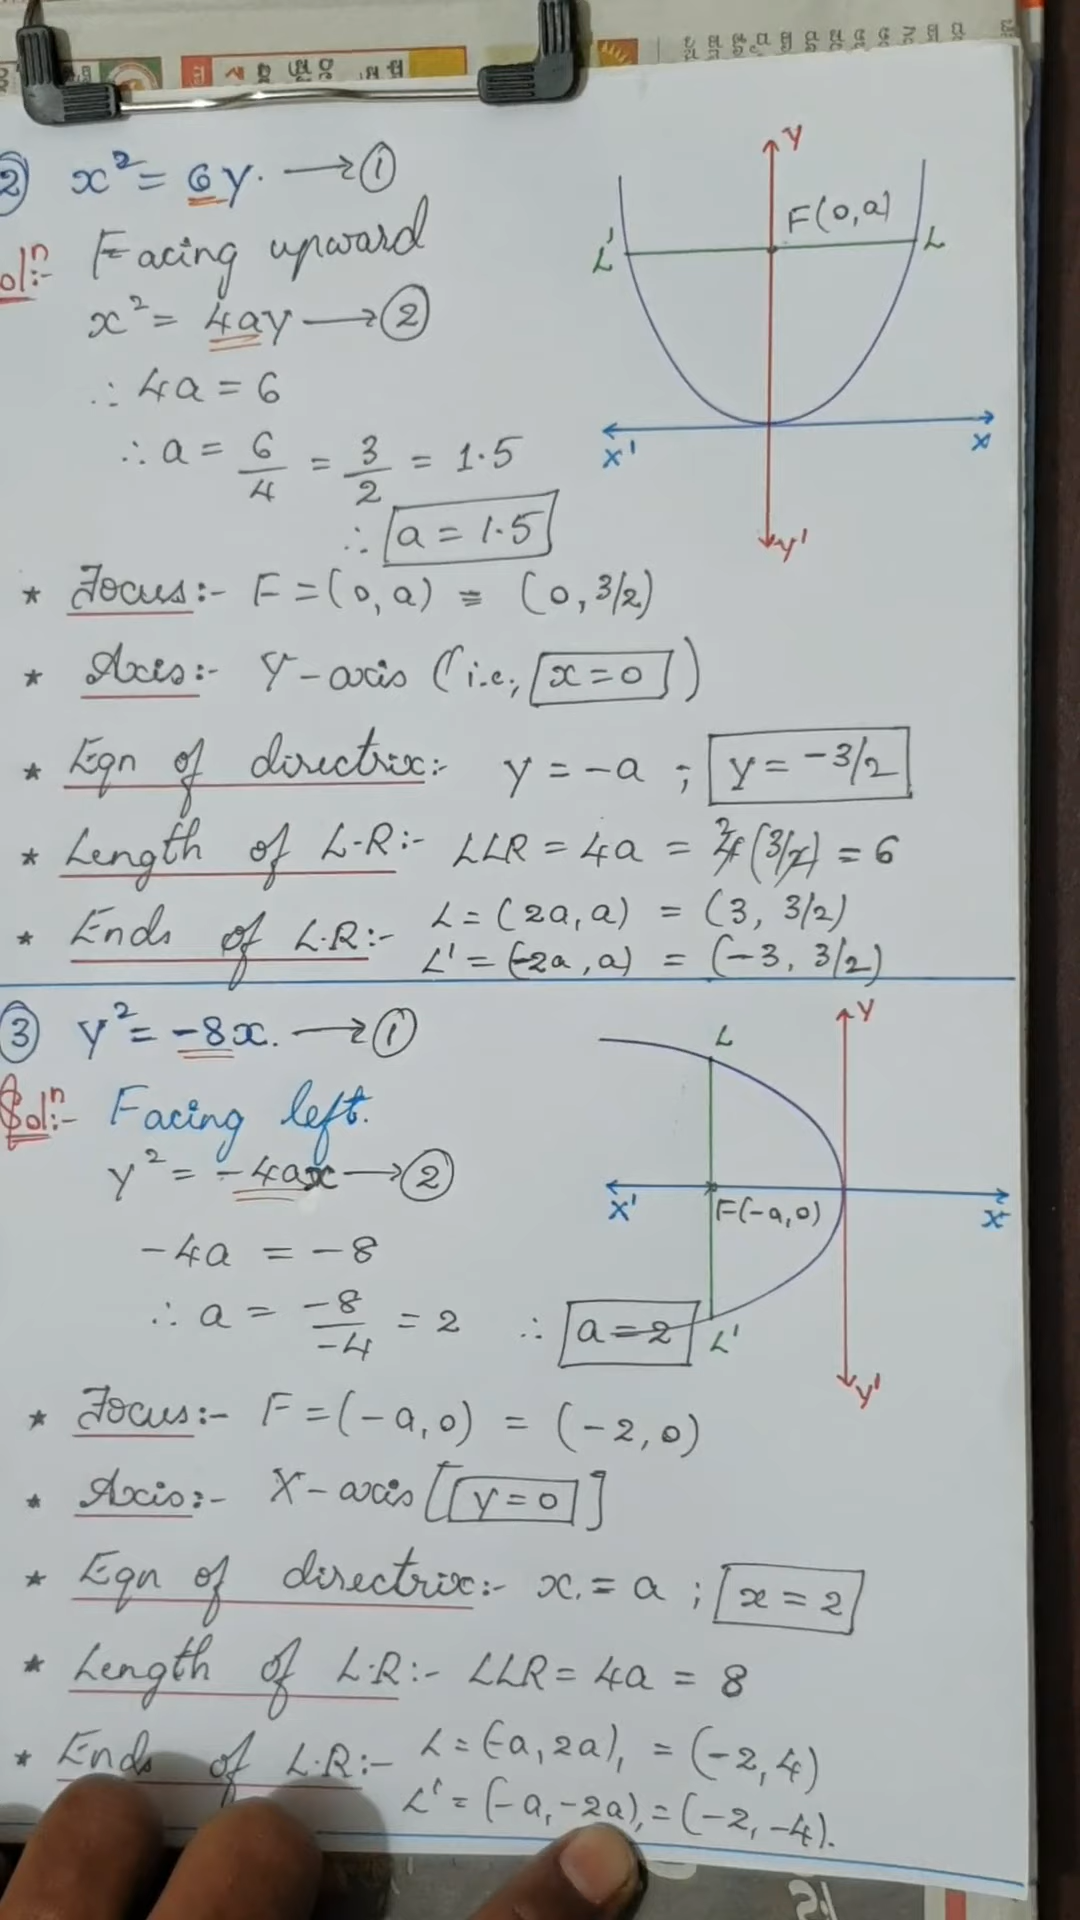 ② x² = 6y. → ①
Solⁿ:- Facing upward
x² = 4ay → ②
∴ 4a = 6
∴ a = 6/4 = 3/2 = 1.5
∴ a = 1.5
Y
F(0,a)
L' L
X' X
Y'
* Focus:- F = (0, a) = (0, 3/2)
* Axis:- Y-axis (i.e, x = 0)
* Eqn of directrix:- y = -a ; y = -3/2
* Length of L.R:- LLR = 4a = 4(3/2) = 6
* Ends of L.R:- L = (2a, a) = (3, 3/2)
L' = (-2a, a) = (-3, 3/2)
③ y² = -8x. → ①
Solⁿ:- Facing left.
y² = -4ax → ②
-4a = -8
∴ a = -8/-4 = 2 ∴ a = 2
Y
L
X' F(-a,0) X
L'
Y'
* Focus:- F = (-a, 0) = (-2, 0)
* Axis:- X-axis [y = 0]
* Eqn of directrix:- x = a ; x = 2
* Length of L.R:- LLR = 4a = 8
* Ends of L.R:- L = (-a, 2a), = (-2, 4)
L' = (-a, -2a), = (-2, -4).